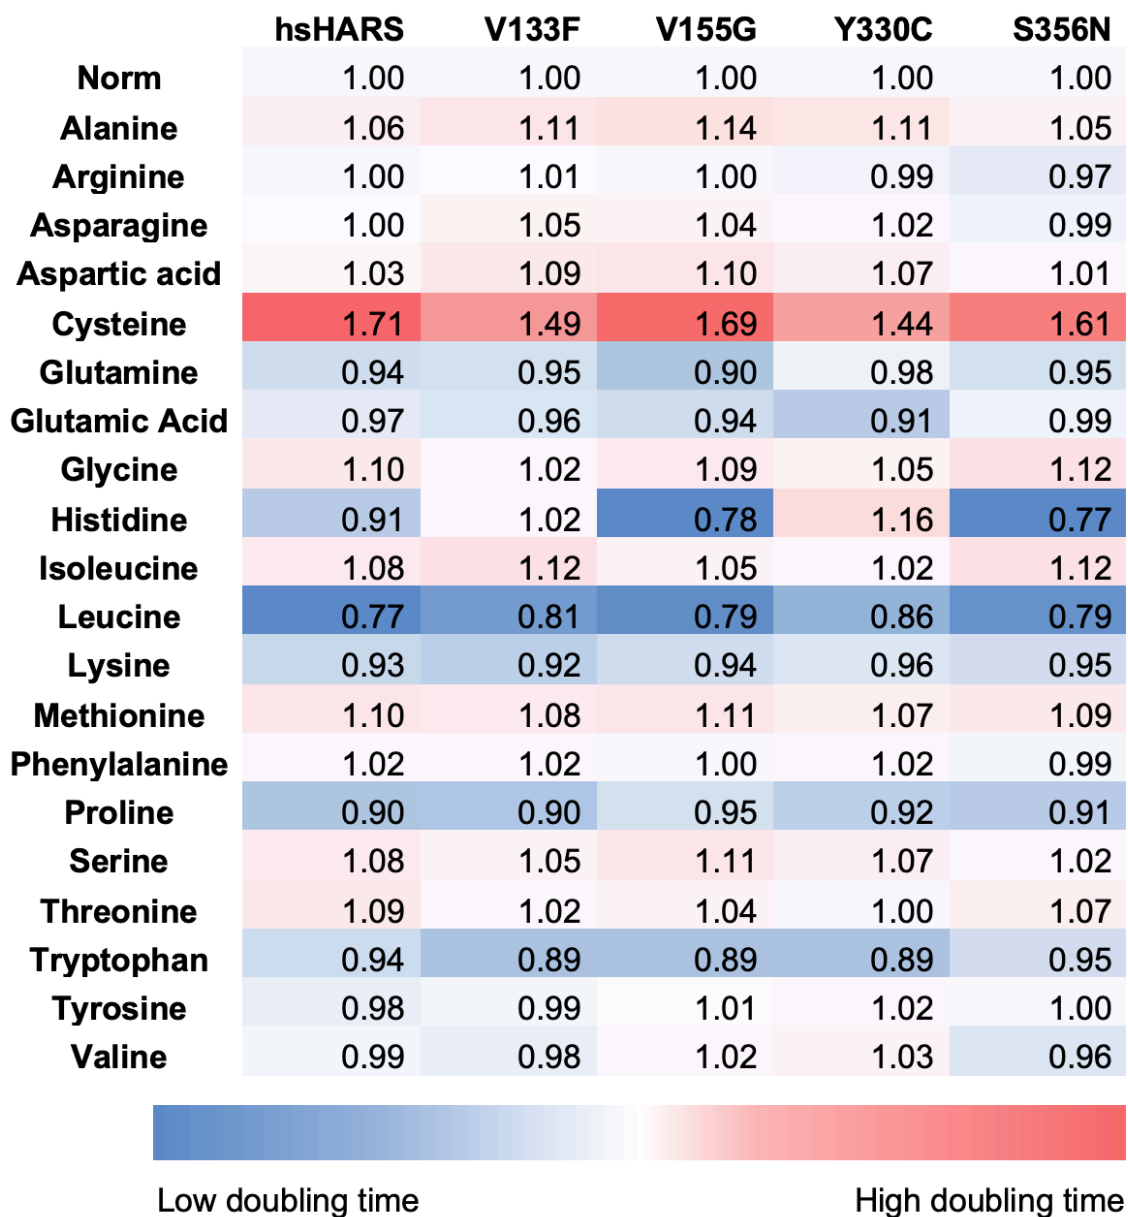 hsHARS V133F V155G Y330C S356N
Norm 1.00 1.00 1.00 1.00 1.00
Alanine 1.06 1.11 1.14 1.11 1.05
Arginine 1.00 1.01 1.00 0.99 0.97
Asparagine 1.00 1.05 1.04 1.02 0.99
Aspartic acid 1.03 1.09 1.10 1.07 1.01
Cysteine 1.71 1.49 1.69 1.44 1.61
Glutamine 0.94 0.95 0.90 0.98 0.95
Glutamic Acid 0.97 0.96 0.94 0.91 0.99
Glycine 1.10 1.02 1.09 1.05 1.12
Histidine 0.91 1.02 0.78 1.16 0.77
Isoleucine 1.08 1.12 1.05 1.02 1.12
Leucine 0.77 0.81 0.79 0.86 0.79
Lysine 0.93 0.92 0.94 0.96 0.95
Methionine 1.10 1.08 1.11 1.07 1.09
Phenylalanine 1.02 1.02 1.00 1.02 0.99
Proline 0.90 0.90 0.95 0.92 0.91
Serine 1.08 1.05 1.11 1.07 1.02
Threonine 1.09 1.02 1.04 1.00 1.07
Tryptophan 0.94 0.89 0.89 0.89 0.95
Tyrosine 0.98 0.99 1.01 1.02 1.00
Valine 0.99 0.98 1.02 1.03 0.96
Low doubling time High doubling time